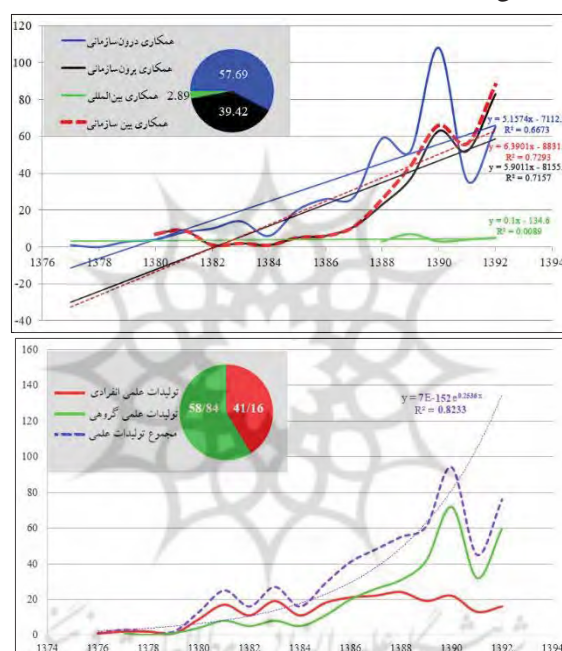 120
100
80
60
40
20
0
-20
-40
همکاری درون‌سازمانی
همکاری برون‌سازمانی
همکاری بین‌المللی
همکاری بین سازمانی
57.69
2.89
39.42
y = 5.1574x - 7112.
R² = 0.6673
y = 6.3901x - 8831
R² = 0.7293
y = 5.9011x - 8155
R² = 0.7157
y = 0.1x - 134.6
R² = 0.0089
1376 1378 1380 1382 1384 1386 1388 1390 1392 1394
160
140
120
100
80
60
40
20
0
تولیدات علمی انفرادی
تولیدات علمی گروهی
مجموع تولیدات علمی
58/84
41/16
R² = 0.8233
1374 1376 1378 1380 1382 1384 1386 1388 1390 1392 1394